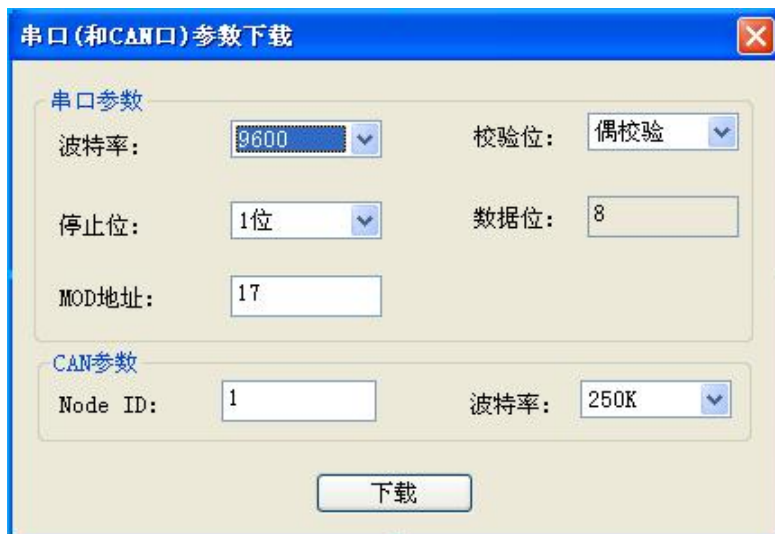 串口(和CAN口)参数下载
串口参数
波特率： 9600 校验位： 偶校验
停止位： 1位 数据位： 8
MOD地址： 17
CAN参数
Node ID： 1 波特率： 250K
下载